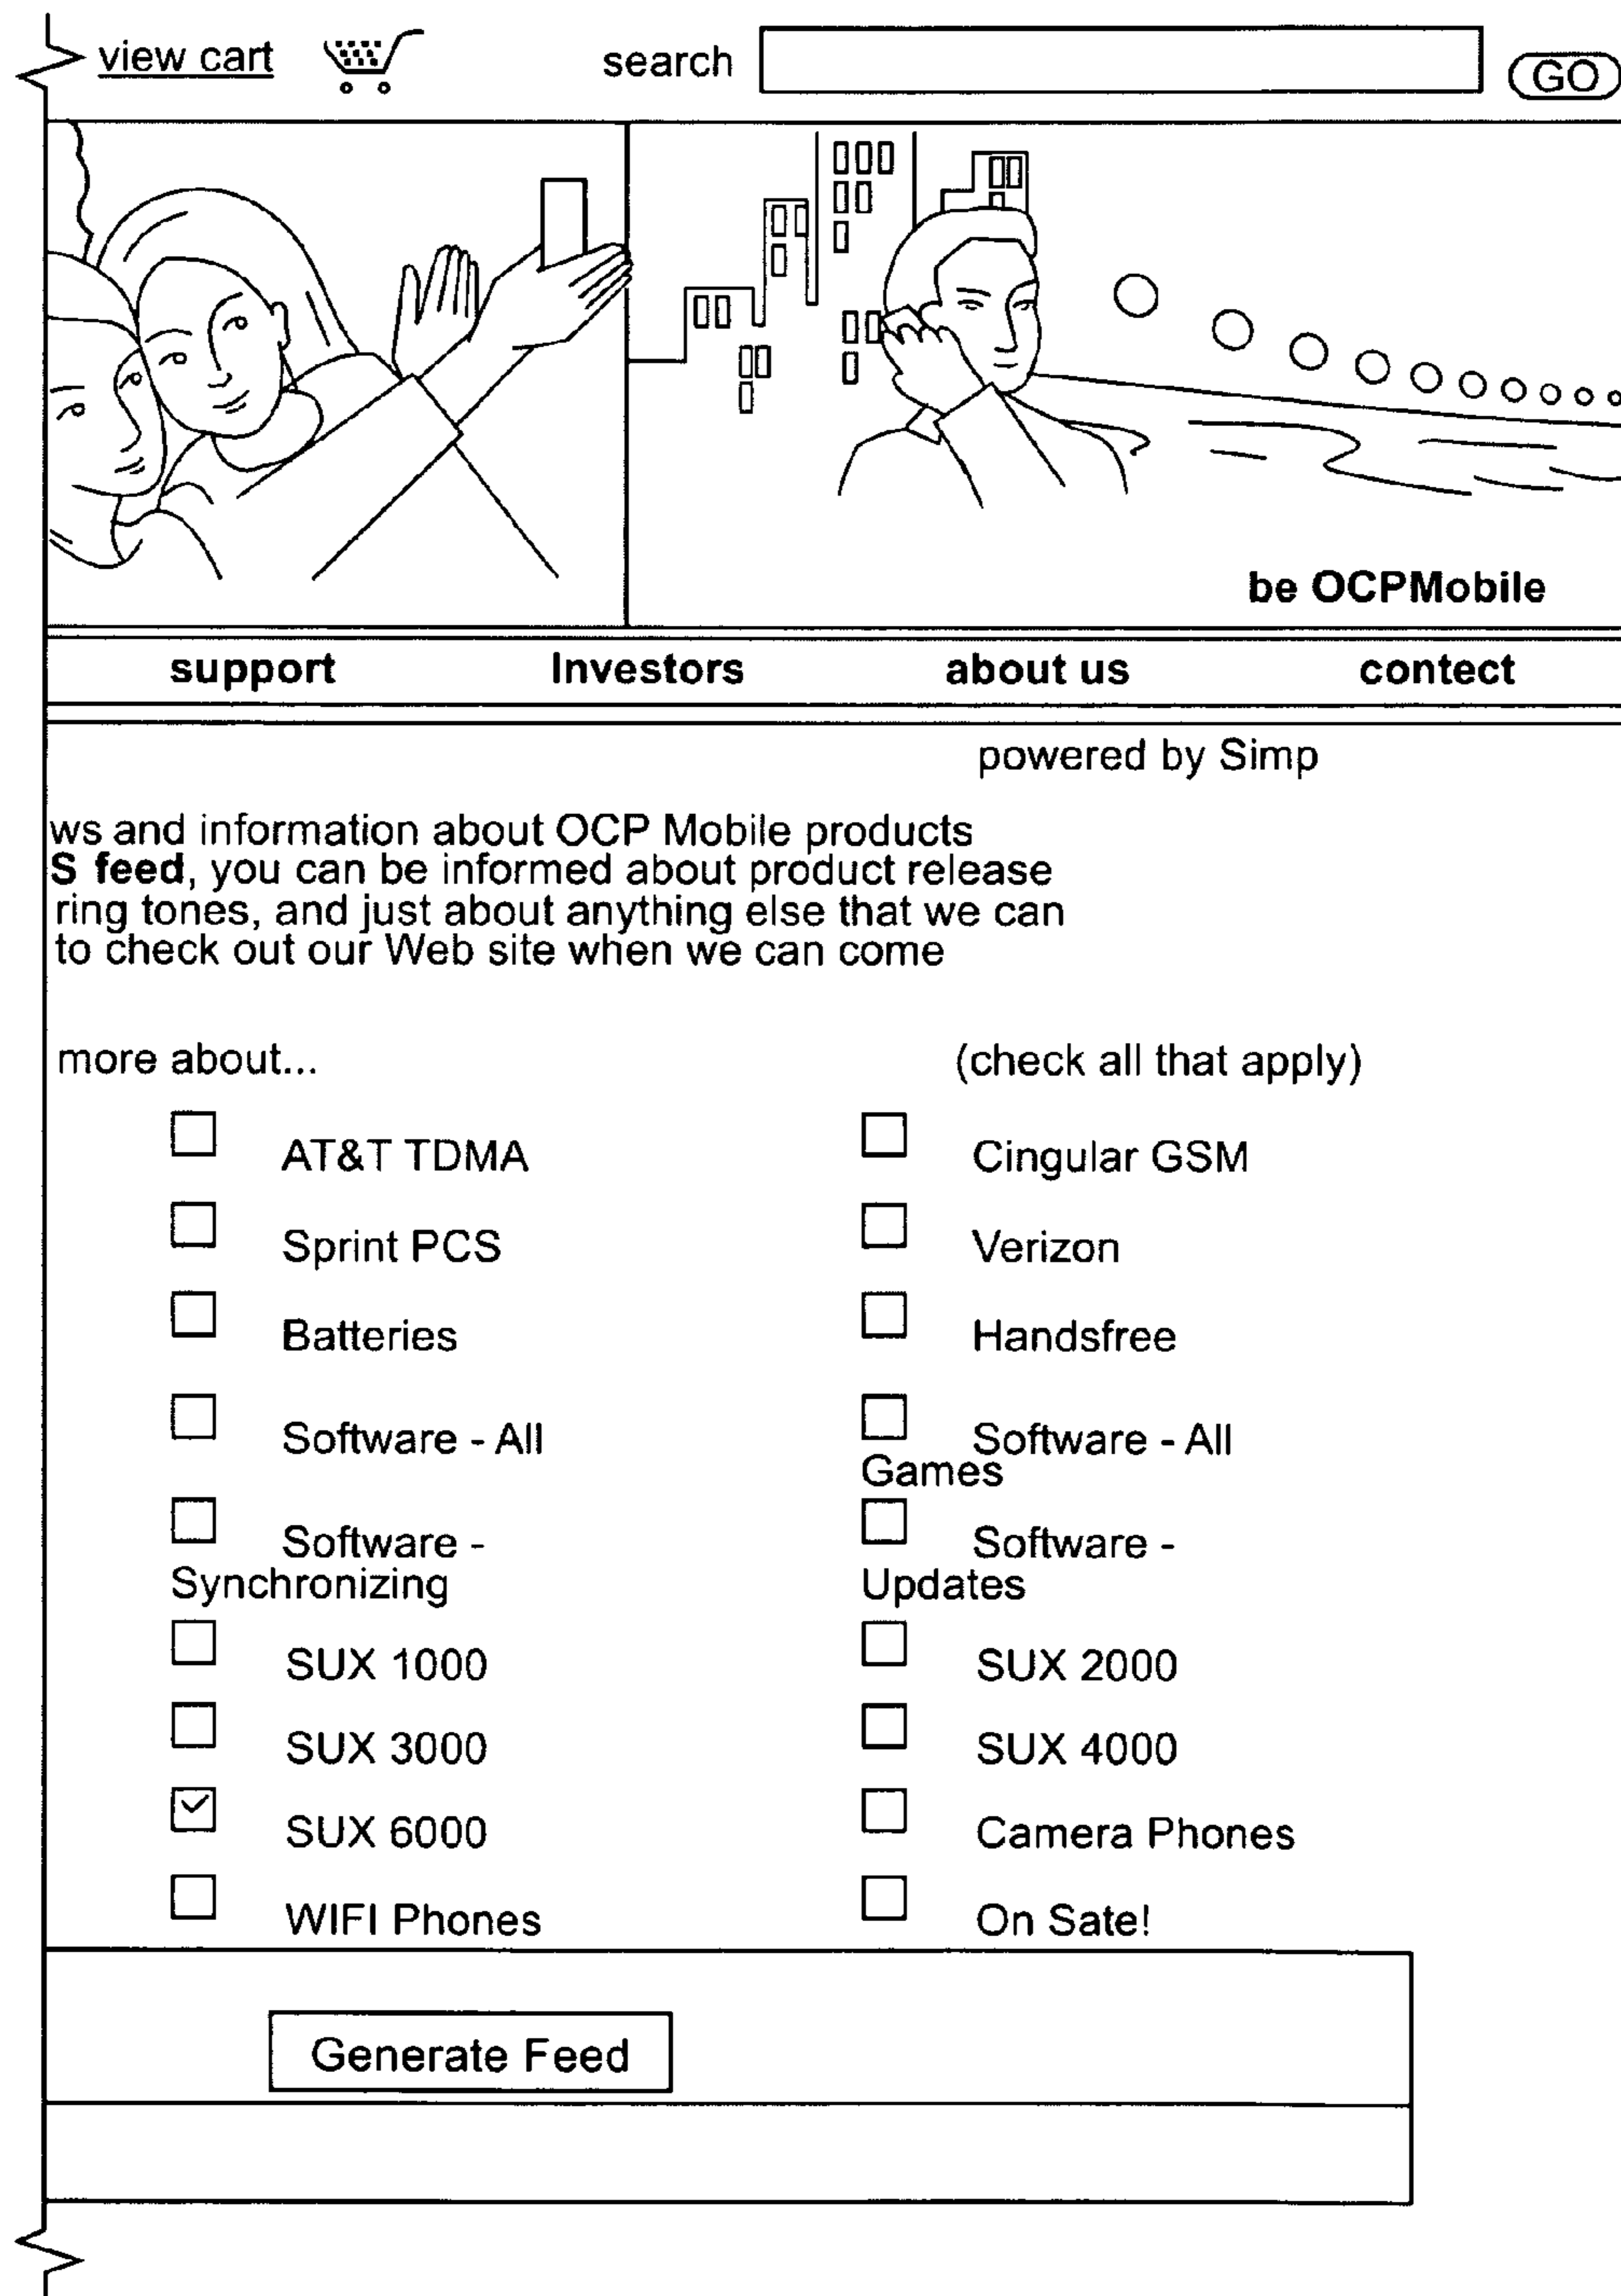 view cart search GO
be OCPMobile
support Investors about us contect
powered by Simp
ws and information about OCP Mobile products
S feed, you can be informed about product release
ring tones, and just about anything else that we can
to check out our Web site when we can come
more about... (check all that apply)
AT&T TDMA Cingular GSM
Sprint PCS Verizon
Batteries Handsfree
Software - All Software - All
Games
Software - Software -
Synchronizing Updates
SUX 1000 SUX 2000
SUX 3000 SUX 4000
SUX 6000 Camera Phones
WIFI Phones On Sate!
Generate Feed